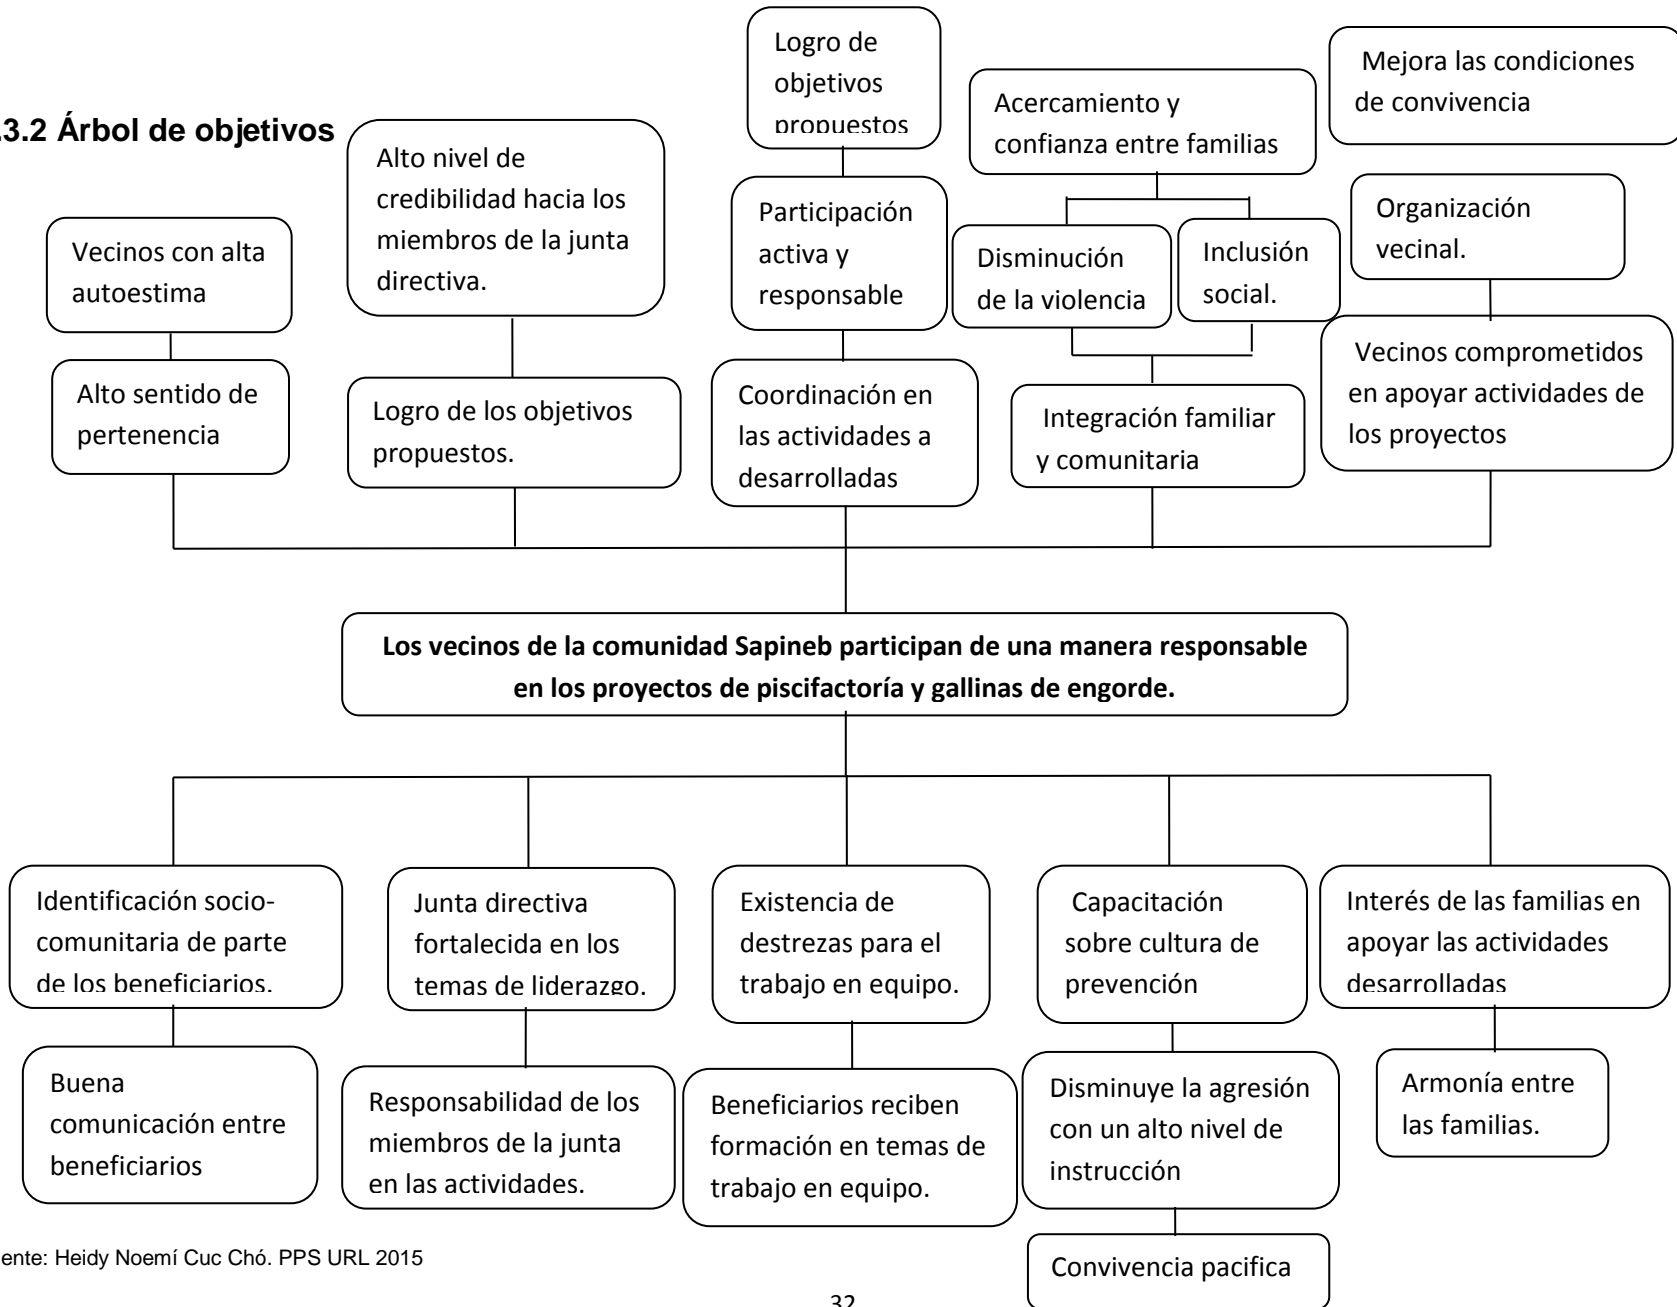 .3.2 Árbol de objetivos
Logro de
objetivos
propuestos
Mejora las condiciones
de convivencia
Acercamiento y
confianza entre familias
Alto nivel de
credibilidad hacia los
miembros de la junta
directiva.
Participación
activa y
responsable
Organización
vecinal.
Vecinos con alta
autoestima
Disminución
de la violencia
Inclusión
social.
Alto sentido de
pertenencia
Logro de los objetivos
propuestos.
Coordinación en
las actividades a
desarrolladas
Integración familiar
y comunitaria
Vecinos comprometidos
en apoyar actividades de
los proyectos
Los vecinos de la comunidad Sapineb participan de una manera responsable
en los proyectos de piscifactoría y gallinas de engorde.
Identificación socio-
comunitaria de parte
de los beneficiarios.
Junta directiva
fortalecida en los
temas de liderazgo.
Existencia de
destrezas para el
trabajo en equipo.
Capacitación
sobre cultura de
prevención
Interés de las familias en
apoyar las actividades
desarrolladas
Buena
comunicación entre
beneficiarios
Responsabilidad de los
miembros de la junta
en las actividades.
Beneficiarios reciben
formación en temas de
trabajo en equipo.
Disminuye la agresión
con un alto nivel de
instrucción
Armonía entre
las familias.
Convivencia pacifica
ente: Heidy Noemí Cuc Chó. PPS URL 2015
32